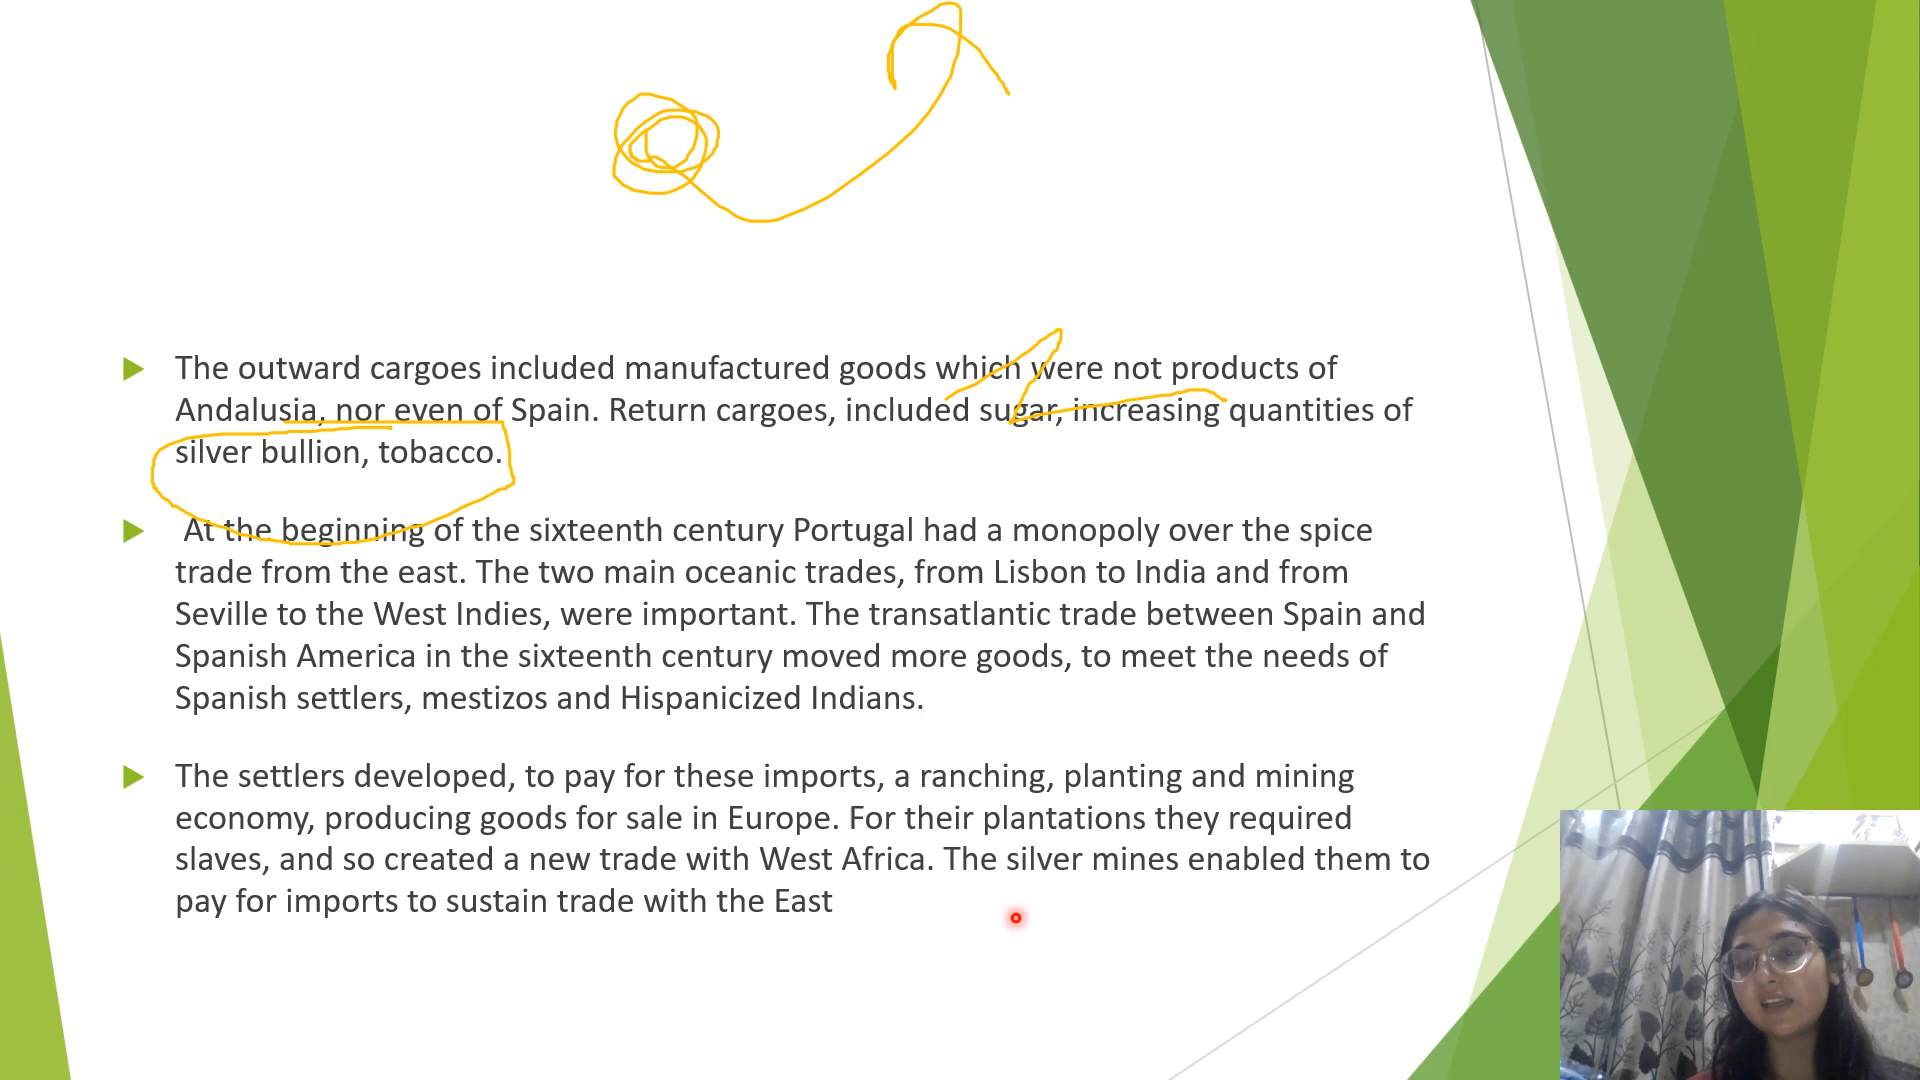 The outward cargoes included manufactured goods which were not products of
Andalusia, nor even of Spain. Return cargoes, included sugar, increasing quantities of
silver bullion, tobacco.
At the beginning of the sixteenth century Portugal had a monopoly over the spice
trade from the east. The two main oceanic trades, from Lisbon to India and from
Seville to the West Indies, were important. The transatlantic trade between Spain and
Spanish America in the sixteenth century moved more goods, to meet the needs of
Spanish settlers, mestizos and Hispanicized Indians.
The settlers developed, to pay for these imports, a ranching, planting and mining
economy, producing goods for sale in Europe. For their plantations they required
slaves, and so created a new trade with West Africa. The silver mines enabled them to
pay for imports to sustain trade with the East